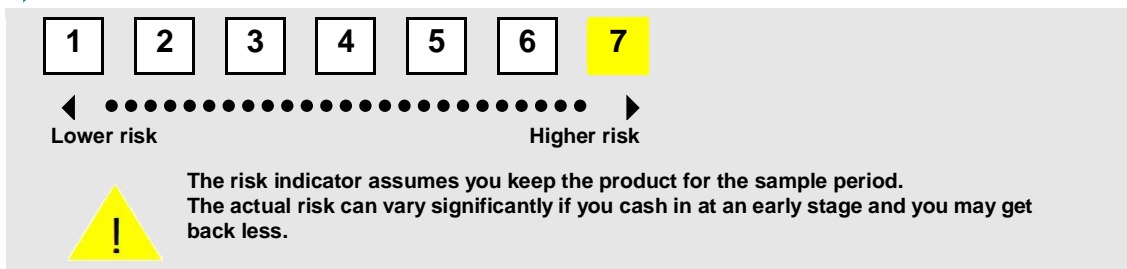 1 2 3 4 5 6 7
Lower risk Higher risk
The risk indicator assumes you keep the product for the sample period.
The actual risk can vary significantly if you cash in at an early stage and you may get
back less.
!